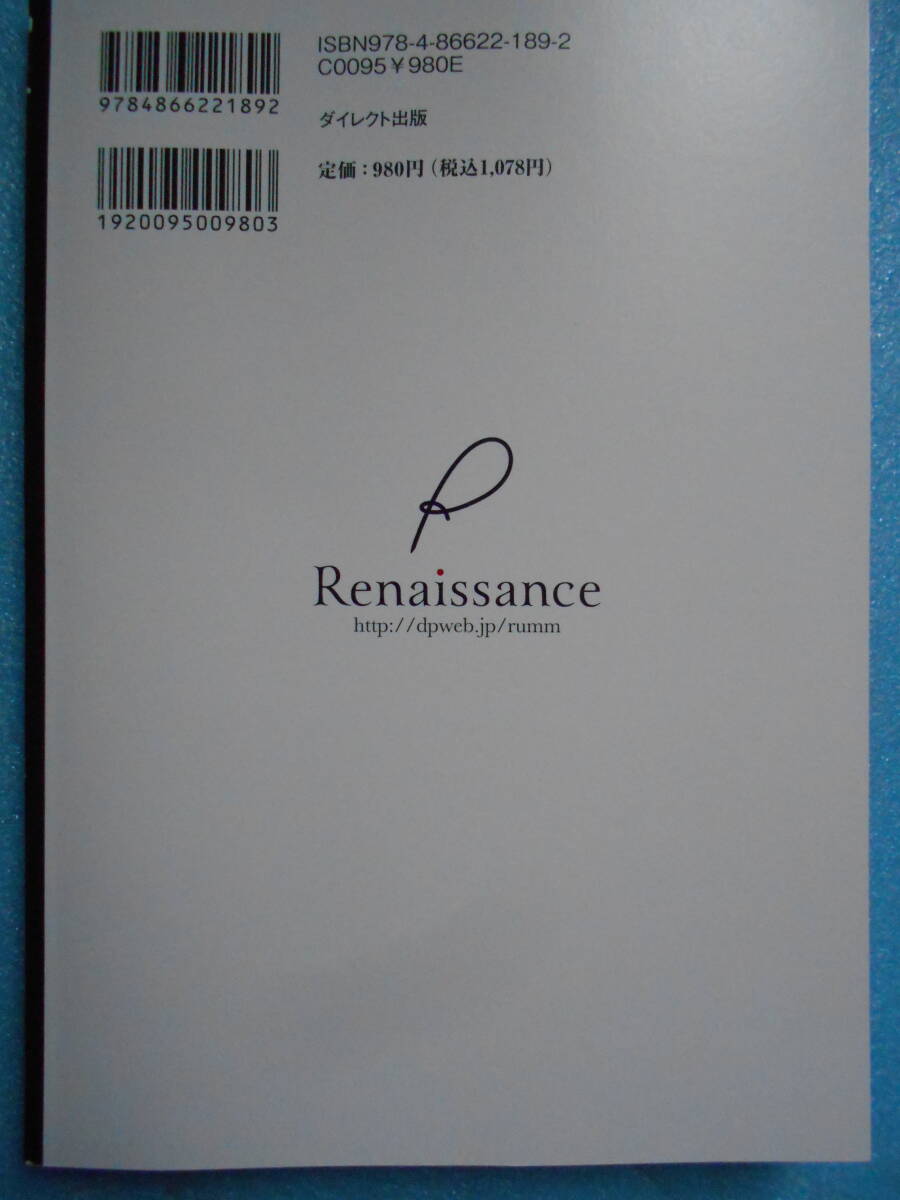 ISBN978-4-86622-189-2
C0095¥980E
9784866221892
ダイレクト出版
定価：980円（税込1,078円）
1920095009803
Renaissance
http://dpweb.jp/rumm